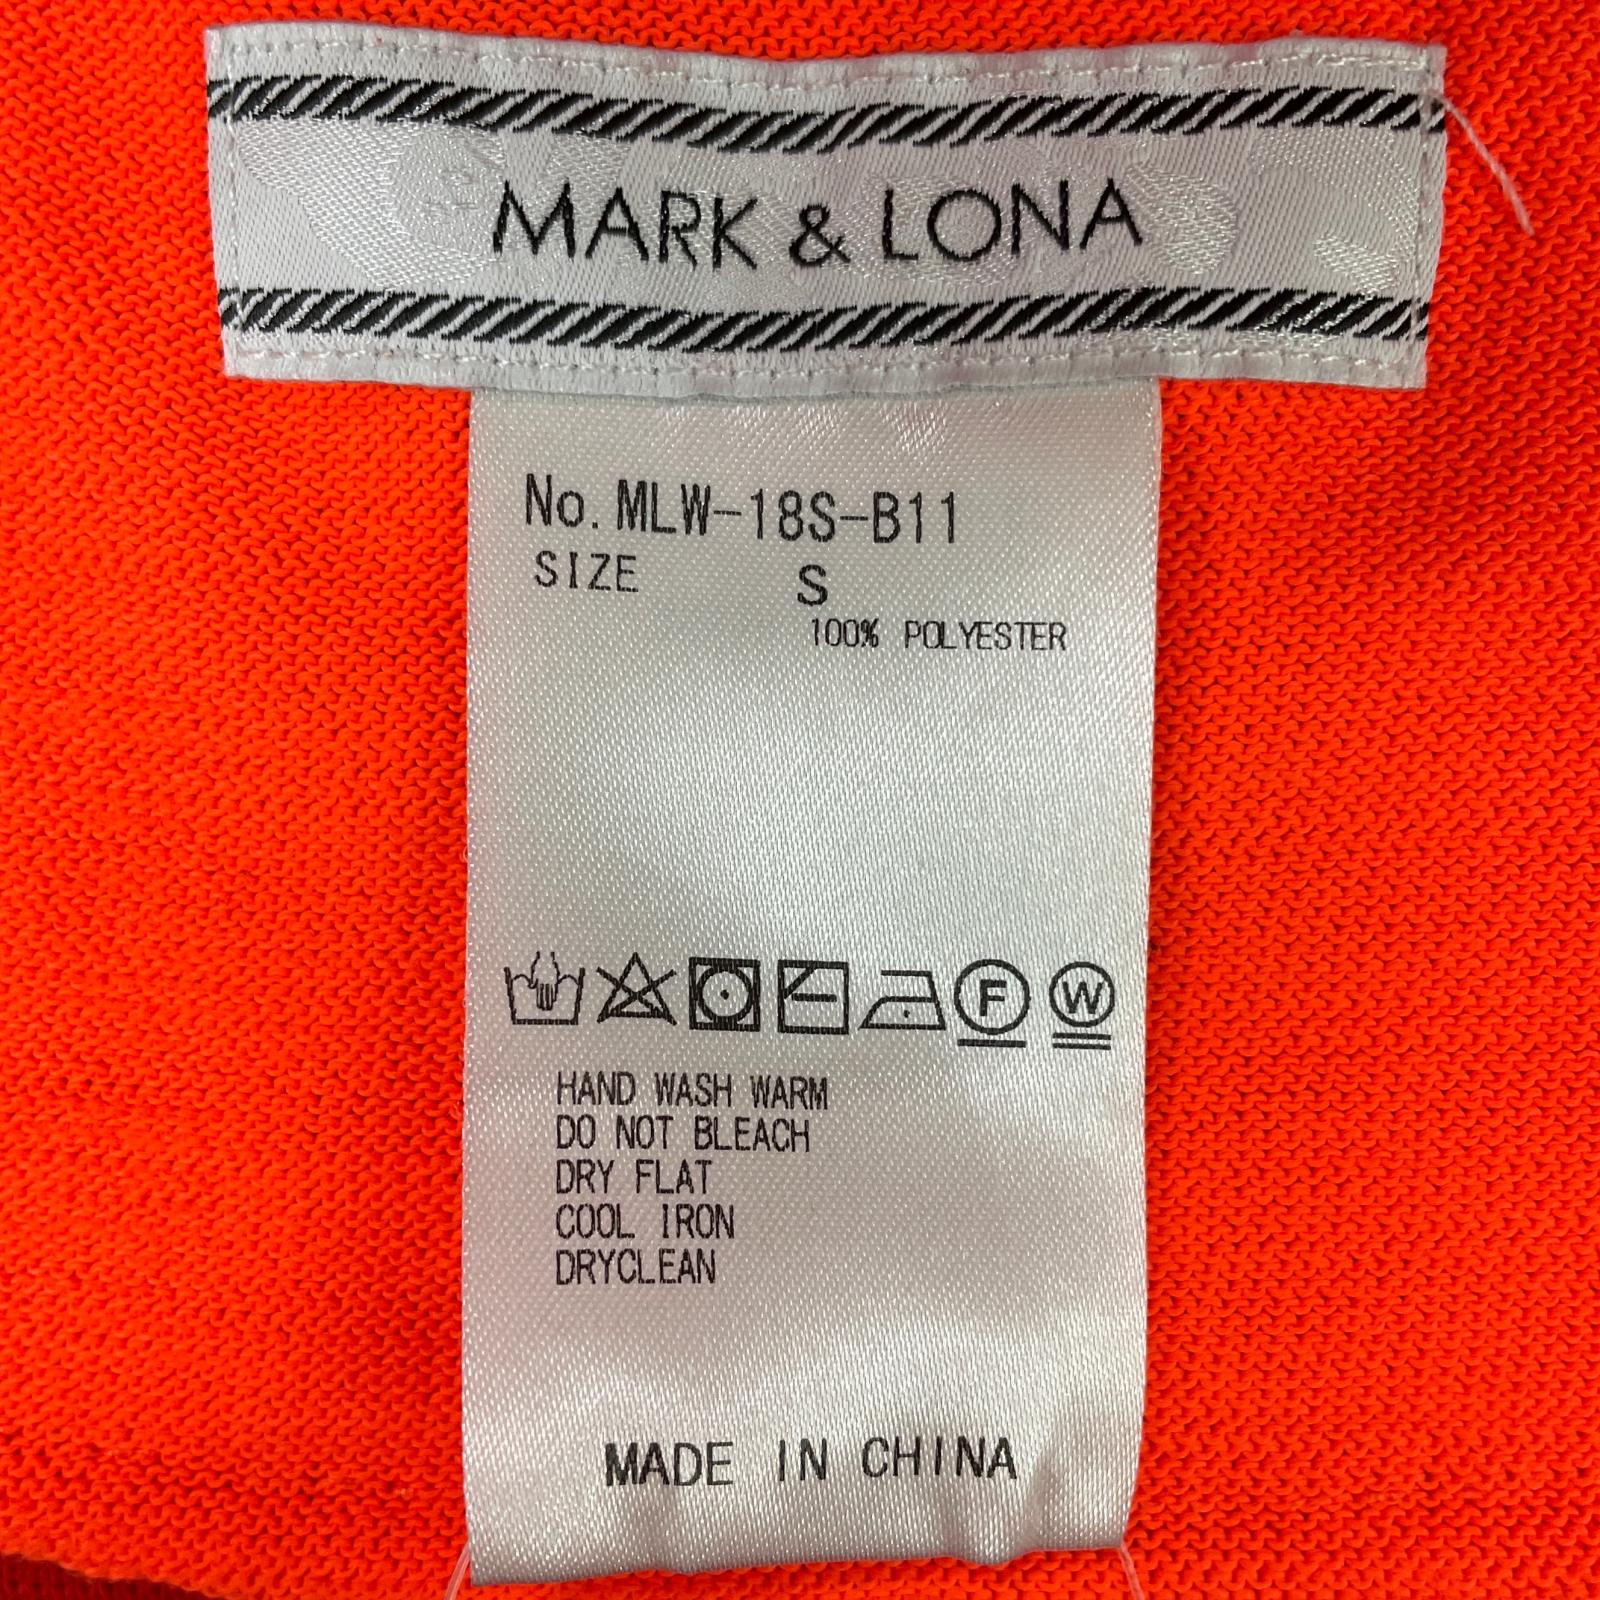 MARK & LONA
No. MLW-18S-B11
SIZE S
100% POLYESTER
F W
HAND WASH WARM
DO NOT BLEACH
DRY FLAT
COOL IRON
DRYCLEAN
MADE IN CHINA